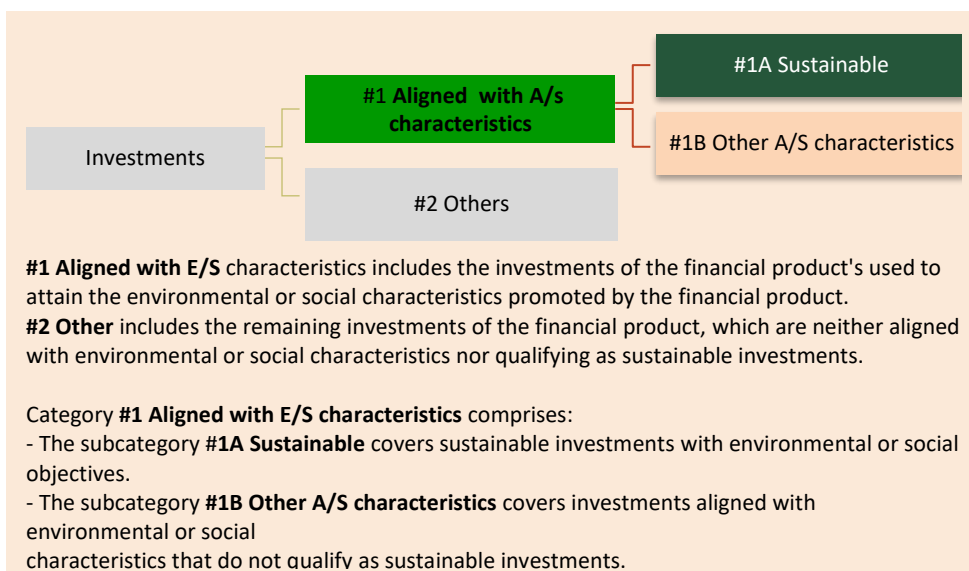 #1A Sustainable
#1 Aligned with A/s
characteristics
#1B Other A/S characteristics
Investments
#2 Others
#1 Aligned with E/S characteristics includes the investments of the financial product's used to
attain the environmental or social characteristics promoted by the financial product.
#2 Other includes the remaining investments of the financial product, which are neither aligned
with environmental or social characteristics nor qualifying as sustainable investments.
Category #1 Aligned with E/S characteristics comprises:
- The subcategory #1A Sustainable covers sustainable investments with environmental or social
objectives.
- The subcategory #1B Other A/S characteristics covers investments aligned with
environmental or social
characteristics that do not qualify as sustainable investments.